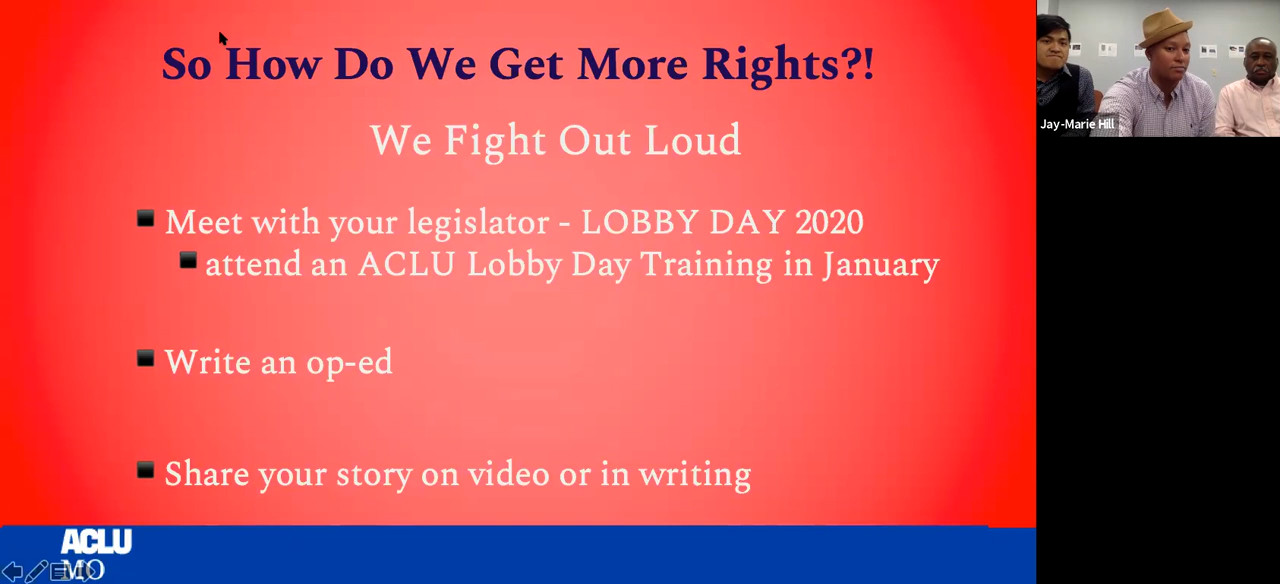 So How Do We Get More Rights?!
We Fight Out Loud
Meet with your legislator - LOBBY DAY 2020
attend an ACLU Lobby Day Training in January
Write an op-ed
Share your story on video or in writing
ACLU
MO
Jay-Marie Hill